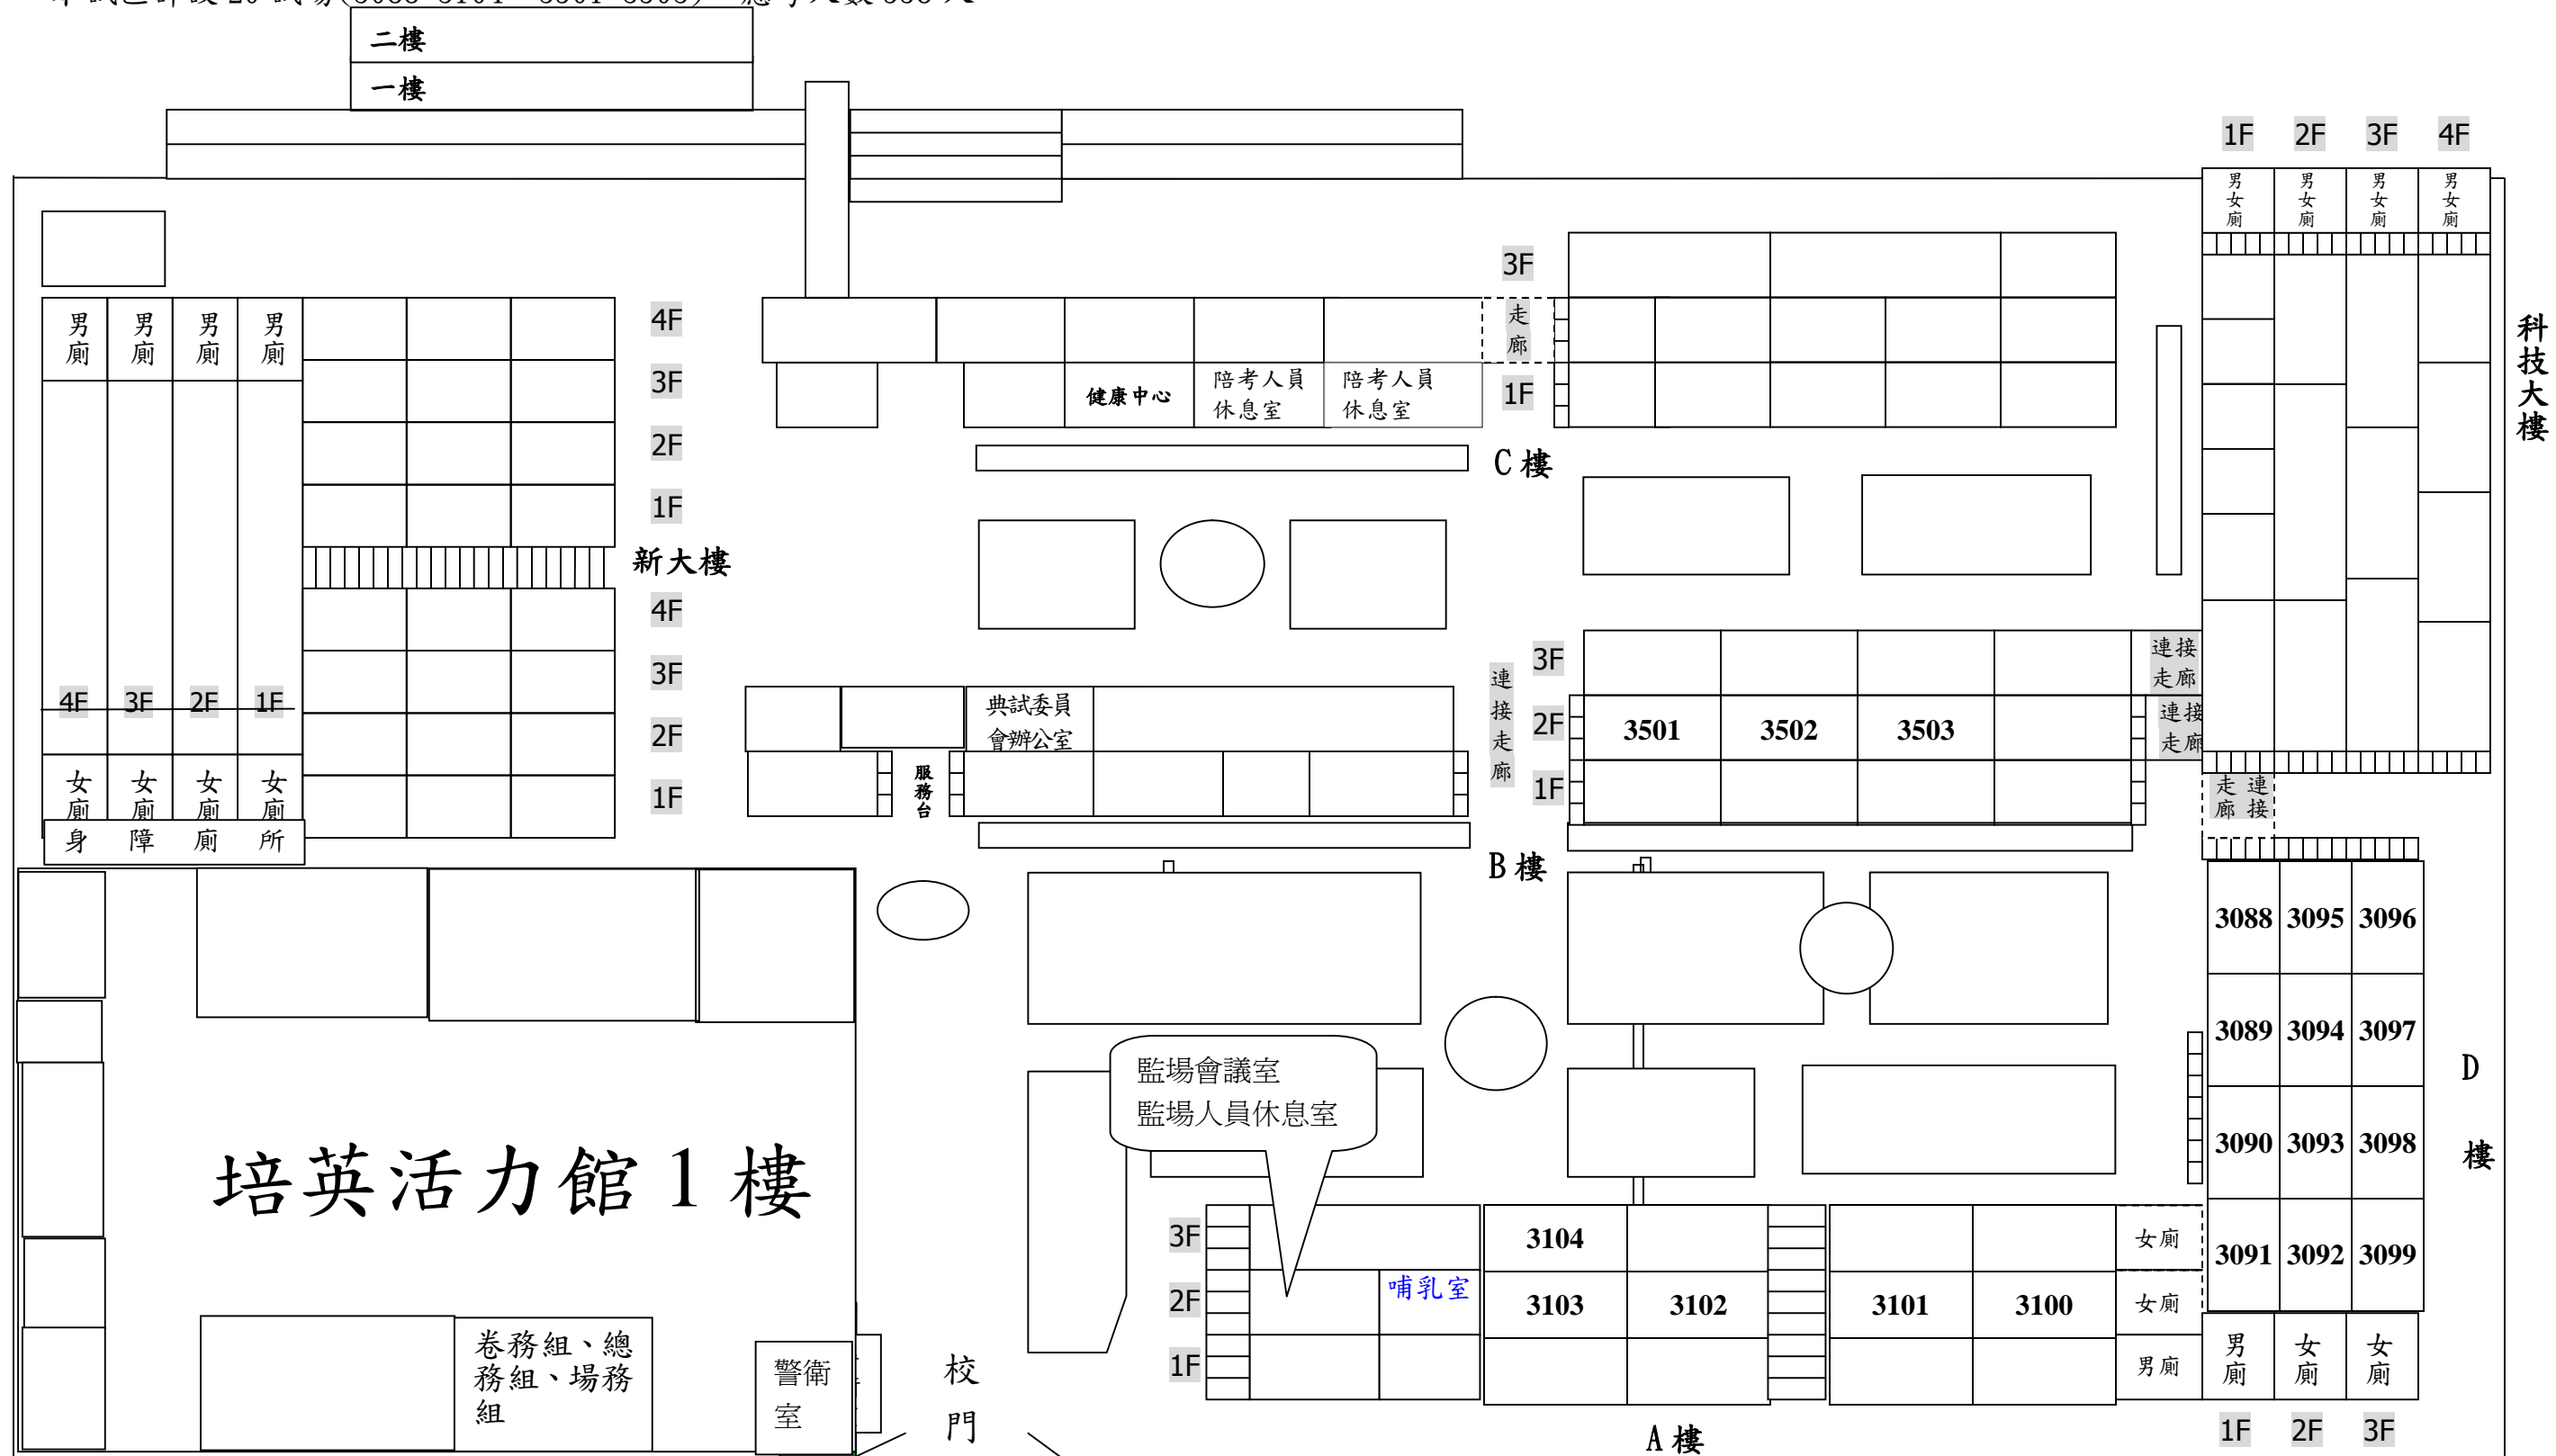 二樓
一樓
1F 2F 3F 4F
男女廁 男女廁 男女廁 男女廁
科技大樓
3F
走廊
1F
男廁 男廁 男廁 男廁
4F
3F
2F
1F
健康中心
陪考人員
休息室
陪考人員
休息室
C樓
新大樓
4F
3F
2F
1F
4F 3F 2F 1F
女廁 女廁 女廁 女廁
身障廁所
典試委員
會辦公室
服務台
連接走廊
3F
2F
1F
3501 3502 3503
連接
走廊
連接
走廊
連接
走廊
B樓
3088 3095 3096
3089 3094 3097
3090 3093 3098
3091 3092 3099
D樓
監場會議室
監場人員休息室
培英活力館1樓
3F
2F
1F
哺乳室
3104
3103 3102 3101 3100
女廁
女廁
男廁
男廁 女廁 女廁
1F 2F 3F
卷務組、總
務組、場務
組
警衛
室
校門
A樓